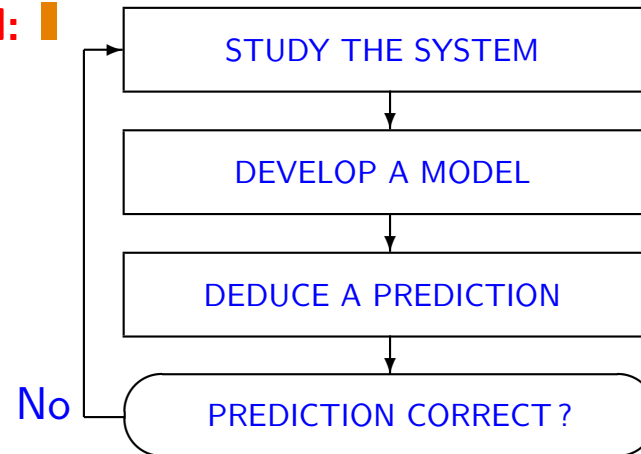 STUDY THE SYSTEM
DEVELOP A MODEL
DEDUCE A PREDICTION
No
PREDICTION CORRECT ?